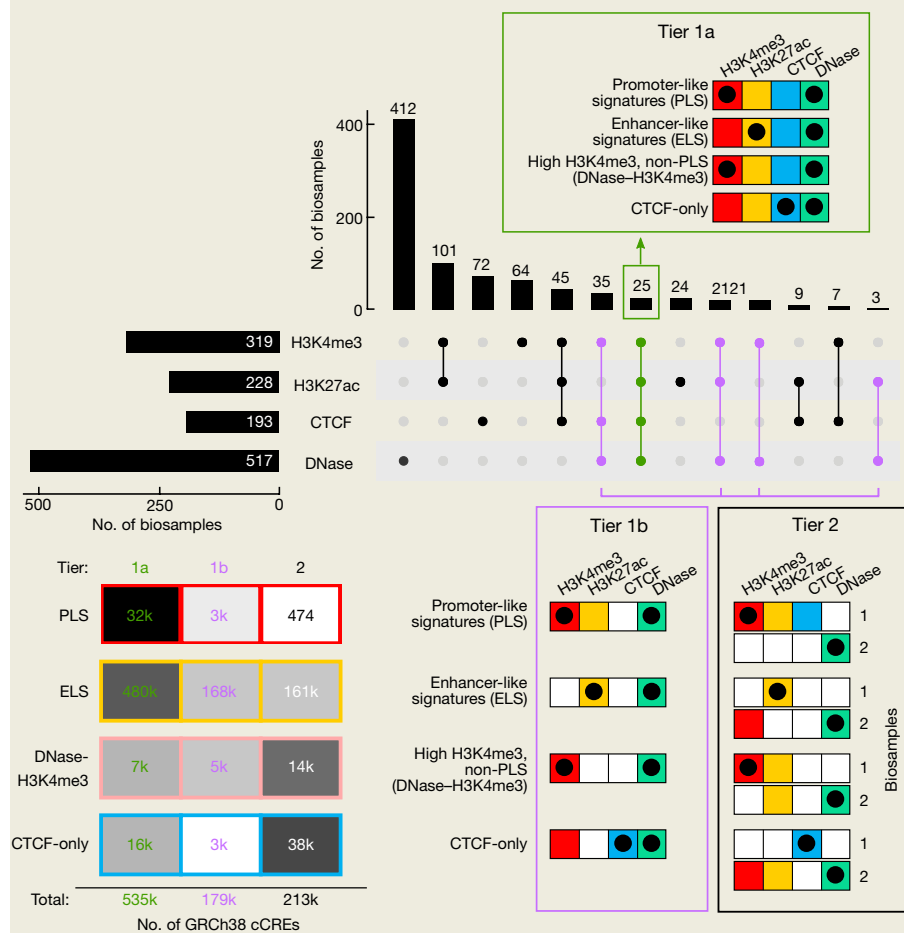 Tier 1a
H3K4me3
H3K27ac
CTCF
DNase
Promoter-like
signatures (PLS)
Enhancer-like
signatures (ELS)
High H3K4me3, non-PLS
(DNase–H3K4me3)
CTCF-only
No. of biosamples
400
200
0
412
101
72
64
45
35
25
24
21
21
9
7
3
319
H3K4me3
228
H3K27ac
193
CTCF
517
DNase
500
250
0
No. of biosamples
Tier:
1a
1b
2
PLS
32k
3k
474
ELS
480k
168k
161k
DNase-
H3K4me3
7k
5k
14k
CTCF-only
16k
3k
38k
Total:
535k
179k
213k
No. of GRCh38 cCREs
Tier 1b
H3K4me3
H3K27ac
CTCF
DNase
Promoter-like
signatures (PLS)
Enhancer-like
signatures (ELS)
High H3K4me3,
non-PLS
(DNase–H3K4me3)
CTCF-only
Tier 2
H3K4me3
H3K27ac
CTCF
DNase
1
2
1
2
1
2
1
2
Biosamples